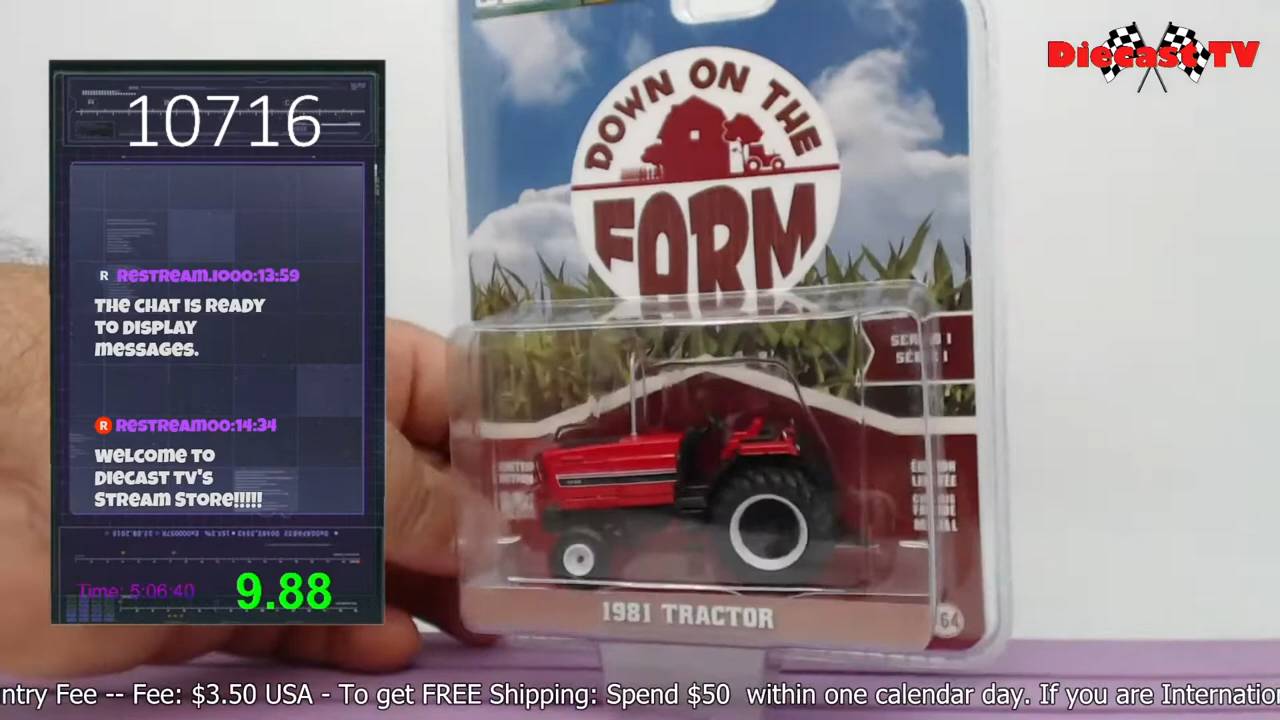 Diecast TV
10716
R Restream.io00:13:59
The chat is ready
to display
messages.
R Restream00:14:34
Welcome to
Diecast TV's
Stream Store!!!!!
Time: 5:06:40
9.88
DOWN ON THE
FARM
1981 TRACTOR
64
ntry Fee -- Fee: $3.50 USA - To get FREE Shipping: Spend $50 within one calendar day. If you are Internatio